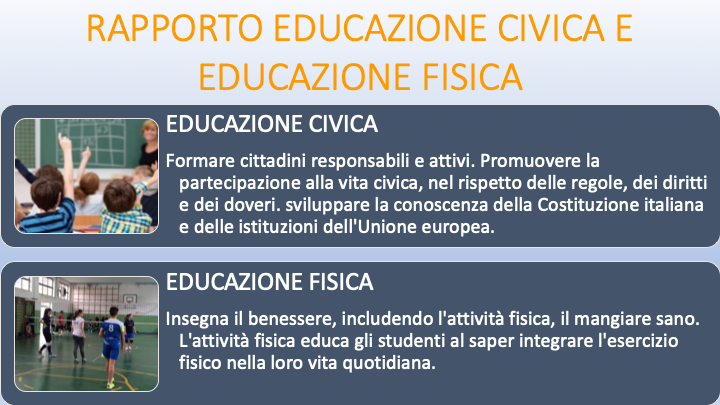 RAPPORTO EDUCAZIONE CIVICA E
EDUCAZIONE FISICA
EDUCAZIONE CIVICA
Formare cittadini responsabili e attivi. Promuovere la
partecipazione alla vita civica, nel rispetto delle regole, dei diritti
e dei doveri. sviluppare la conoscenza della Costituzione italiana
e delle istituzioni dell'Unione europea.
EDUCAZIONE FISICA
Insegna il benessere, includendo l'attività fisica, il mangiare sano.
L'attività fisica educa gli studenti al saper integrare l'esercizio
fisico nella loro vita quotidiana.